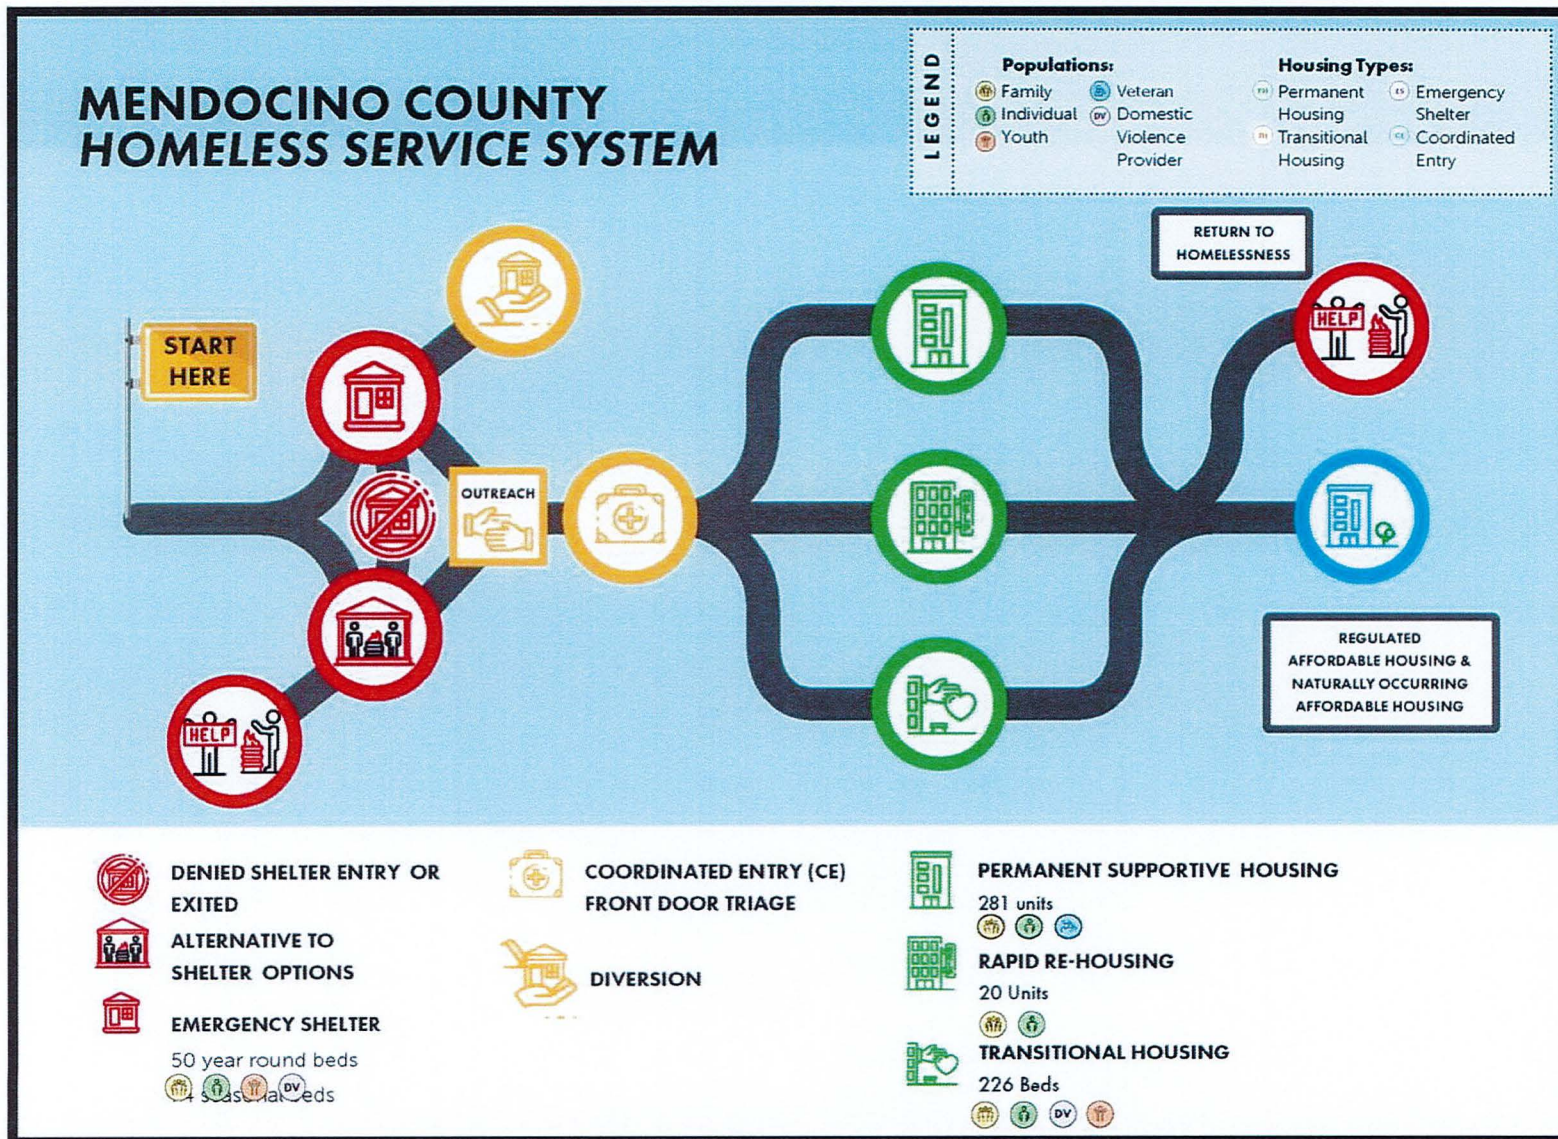 MENDOCINO COUNTY
HOMELESS SERVICE SYSTEM
LEGEND
Populations:
Family
Individual
Youth
Veteran
DV Domestic
Violence
Provider
Housing Types:
Permanent
Housing
Transitional
Housing
ES Emergency
Shelter
CE Coordinated
Entry
START
HERE
OUTREACH
HELP
RETURN TO
HOMELESSNESS
HELP
REGULATED
AFFORDABLE HOUSING &
NATURALLY OCCURRING
AFFORDABLE HOUSING
DENIED SHELTER ENTRY OR
EXITED
ALTERNATIVE TO
SHELTER OPTIONS
EMERGENCY SHELTER
50 year round beds
DV
beds
COORDINATED ENTRY (CE)
FRONT DOOR TRIAGE
DIVERSION
PERMANENT SUPPORTIVE HOUSING
281 units
RAPID RE-HOUSING
20 Units
TRANSITIONAL HOUSING
226 Beds
DV